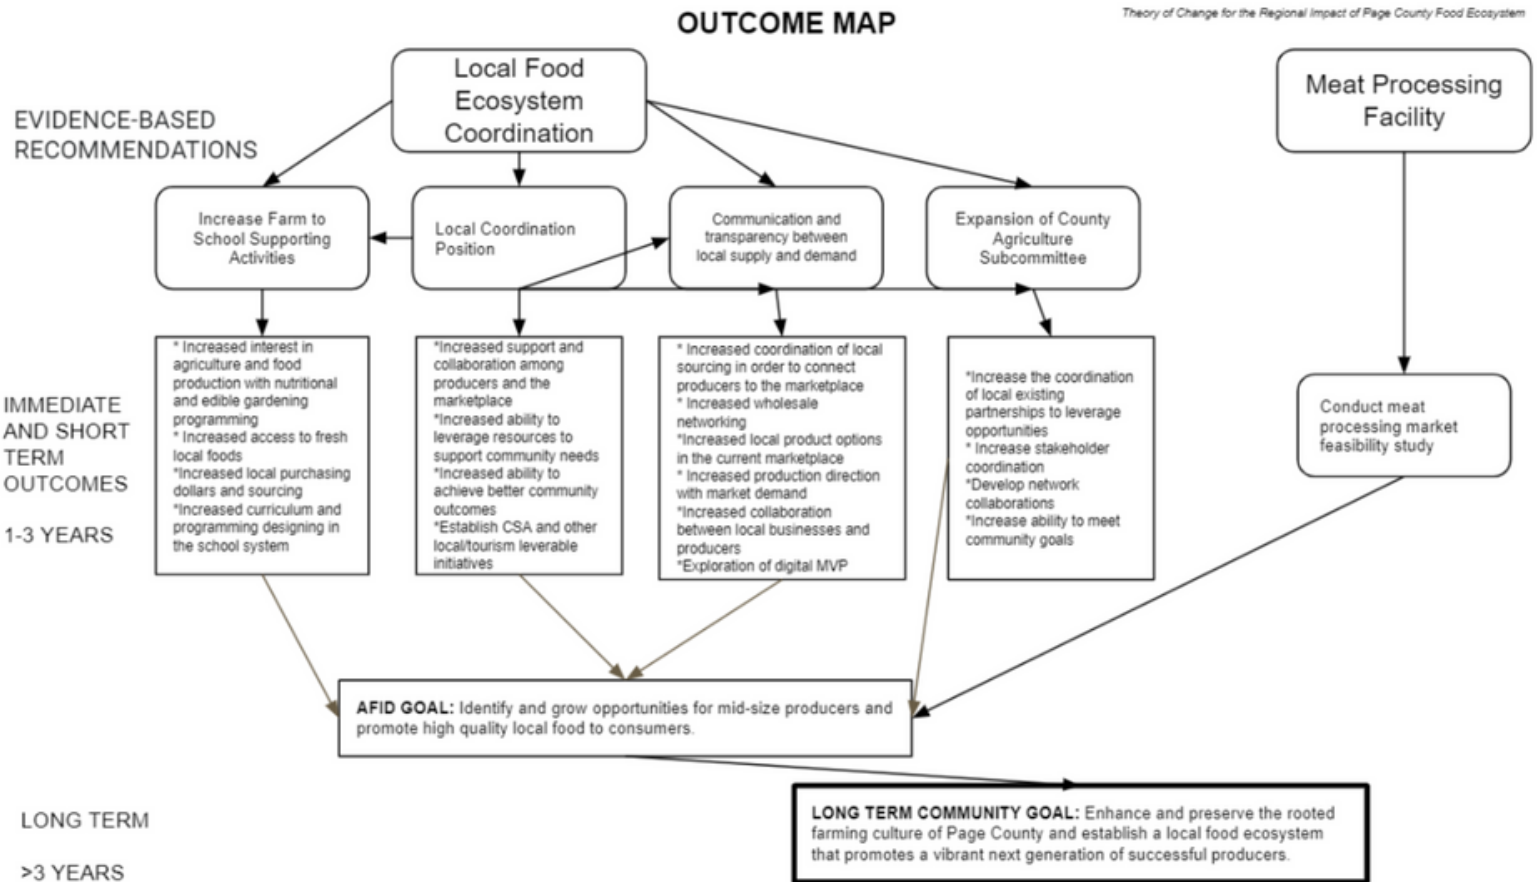 OUTCOME MAP
Theory of Change for the Regional Impact of Page County Food Ecosystem
Local Food
Ecosystem
Coordination
Meat Processing
Facility
EVIDENCE-BASED
RECOMMENDATIONS
Increase Farm to
School Supporting
Activities
Local Coordination
Position
Communication and
transparency between
local supply and demand
Expansion of County
Agriculture
Subcommittee
IMMEDIATE
AND SHORT
TERM
OUTCOMES
1-3 YEARS
* Increased interest in
agriculture and food
production with nutritional
and edible gardening
programming
* Increased access to fresh
local foods
*Increased local purchasing
dollars and sourcing
*Increased curriculum and
programming designing in
the school system
*Increased support and
collaboration among
producers and the
marketplace
*Increased ability to
leverage resources to
support community needs
*Increased ability to
achieve better community
outcomes
*Establish CSA and other
local/tourism leverable
initiatives
* Increased coordination of local
sourcing in order to connect
producers to the marketplace
* Increased wholesale
networking
*Increased local product options
in the current marketplace
* Increased production direction
with market demand
*Increased collaboration
between local businesses and
producers
*Exploration of digital MVP
*Increase the coordination
of local existing
partnerships to leverage
opportunities
* Increase stakeholder
coordination
*Develop network
collaborations
*Increase ability to meet
community goals
Conduct meat
processing market
feasibility study
AFID GOAL: Identify and grow opportunities for mid-size producers and
promote high quality local food to consumers.
LONG TERM
>3 YEARS
LONG TERM COMMUNITY GOAL: Enhance and preserve the rooted
farming culture of Page County and establish a local food ecosystem
that promotes a vibrant next generation of successful producers.